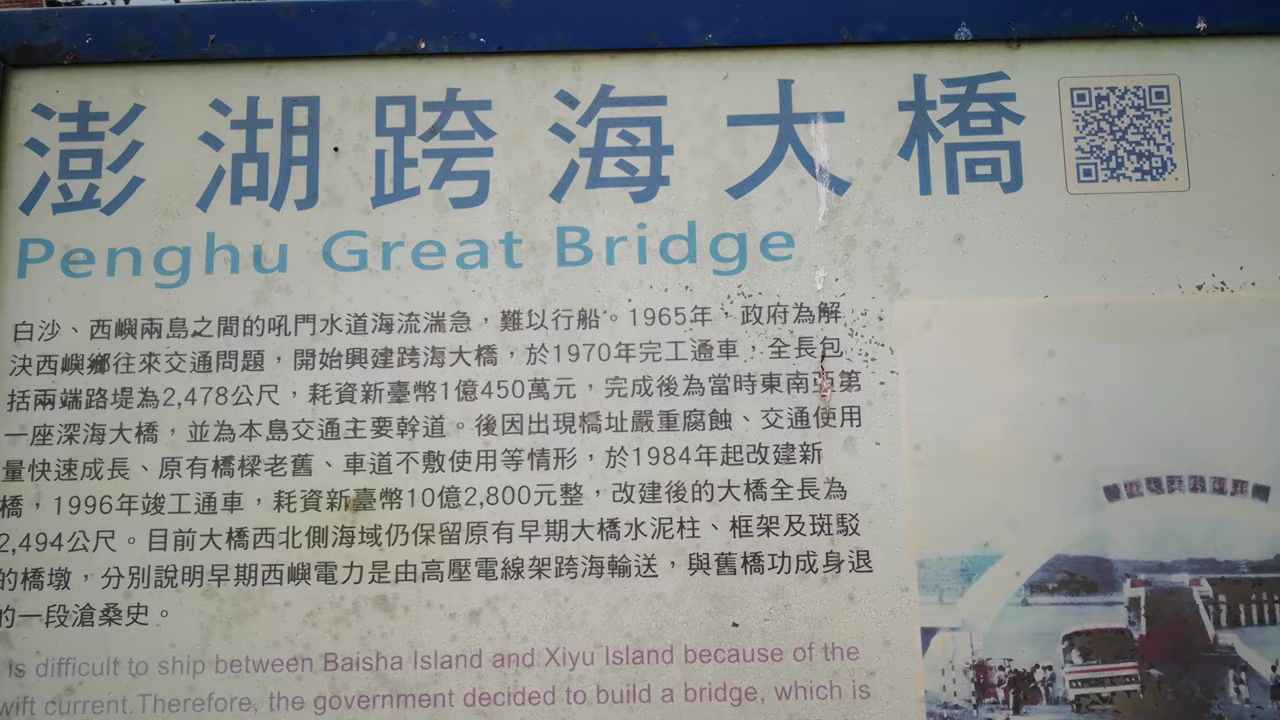 澎湖跨海大橋
Penghu Great Bridge
白沙、西嶼兩島之間的吼門水道海流湍急，難以行船。1965年，政府為解
決西嶼鄉往來交通問題，開始興建跨海大橋，於1970年完工通車，全長包
括兩端路堤為2,478公尺，耗資新臺幣1億450萬元，完成後為當時東南亞第
一座深海大橋，並為本島交通主要幹道。後因出現橋址嚴重腐蝕、交通使用
量快速成長、原有橋樑老舊、車道不敷使用等情形，於1984年起改建新
橋，1996年竣工通車，耗資新臺幣10億2,800元整，改建後的大橋全長為
2,494公尺。目前大橋西北側海域仍保留原有早期大橋水泥柱、框架及斑駁
的橋墩，分別說明早期西嶼電力是由高壓電線架跨海輸送，與舊橋功成身退
的一段滄桑史。
is difficult to ship between Baisha Island and Xiyu Island because of the
wift current.Therefore, the government decided to build a bridge, which is